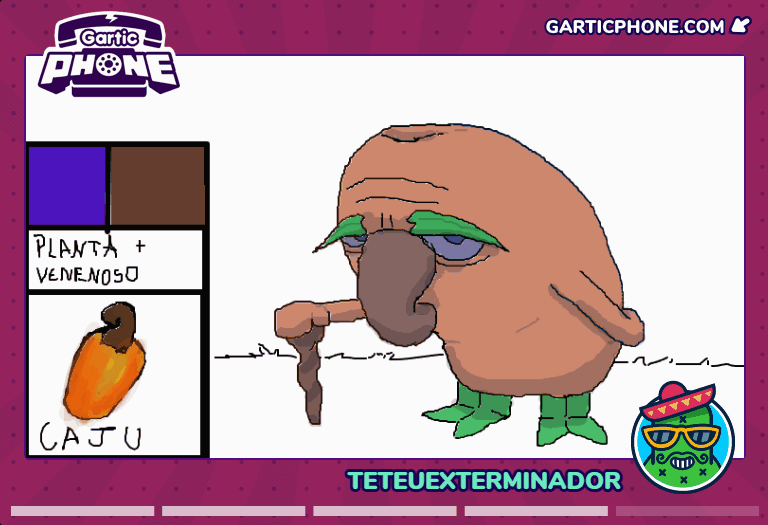 Gartic
PHONE
GARTICPHONE.COM
PLANTA +
VENENOSO
CAJU
TETEUEXTERMINADOR